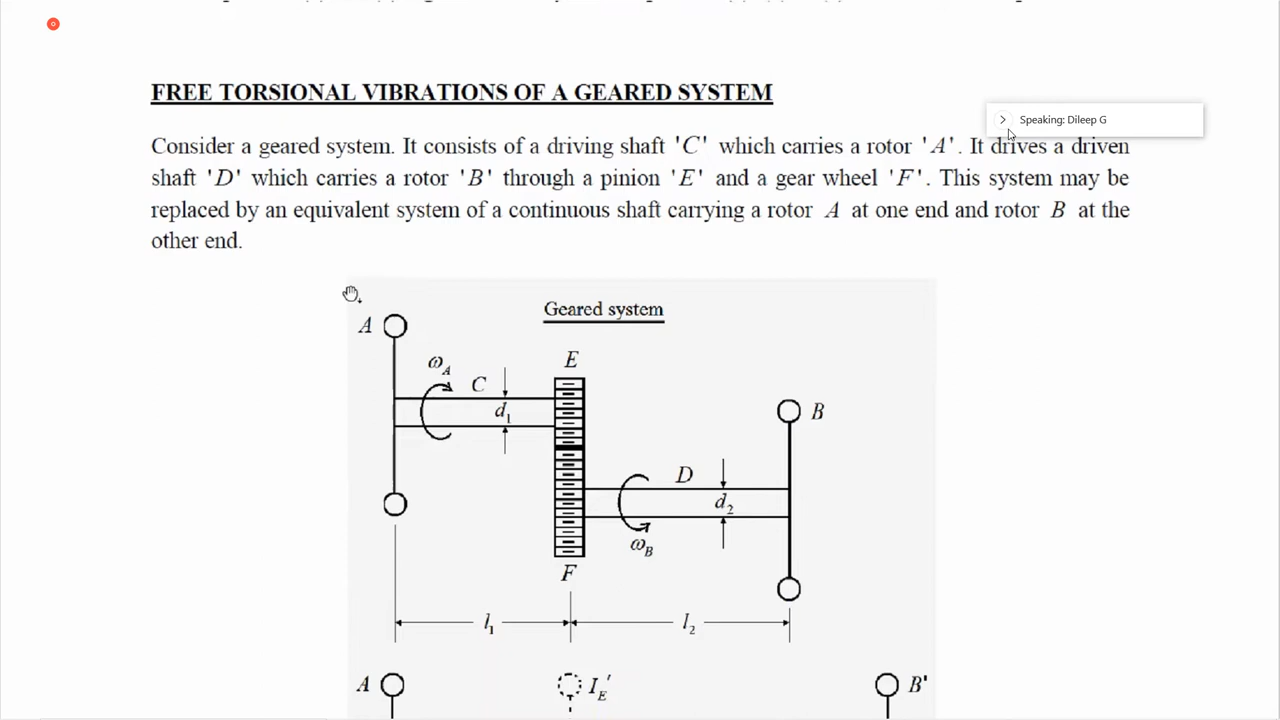 FREE TORSIONAL VIBRATIONS OF A GEARED SYSTEM
Speaking: Dileep G
Consider a geared system. It consists of a driving shaft 'C' which carries a rotor 'A'. It drives a driven
shaft 'D' which carries a rotor 'B' through a pinion 'E' and a gear wheel 'F'. This system may be
replaced by an equivalent system of a continuous shaft carrying a rotor A at one end and rotor B at the
other end.
Geared system
A
E
ω_A
C
d₁
B
D
d₂
ω_B
F
l₁
l₂
A
I_E'
B'